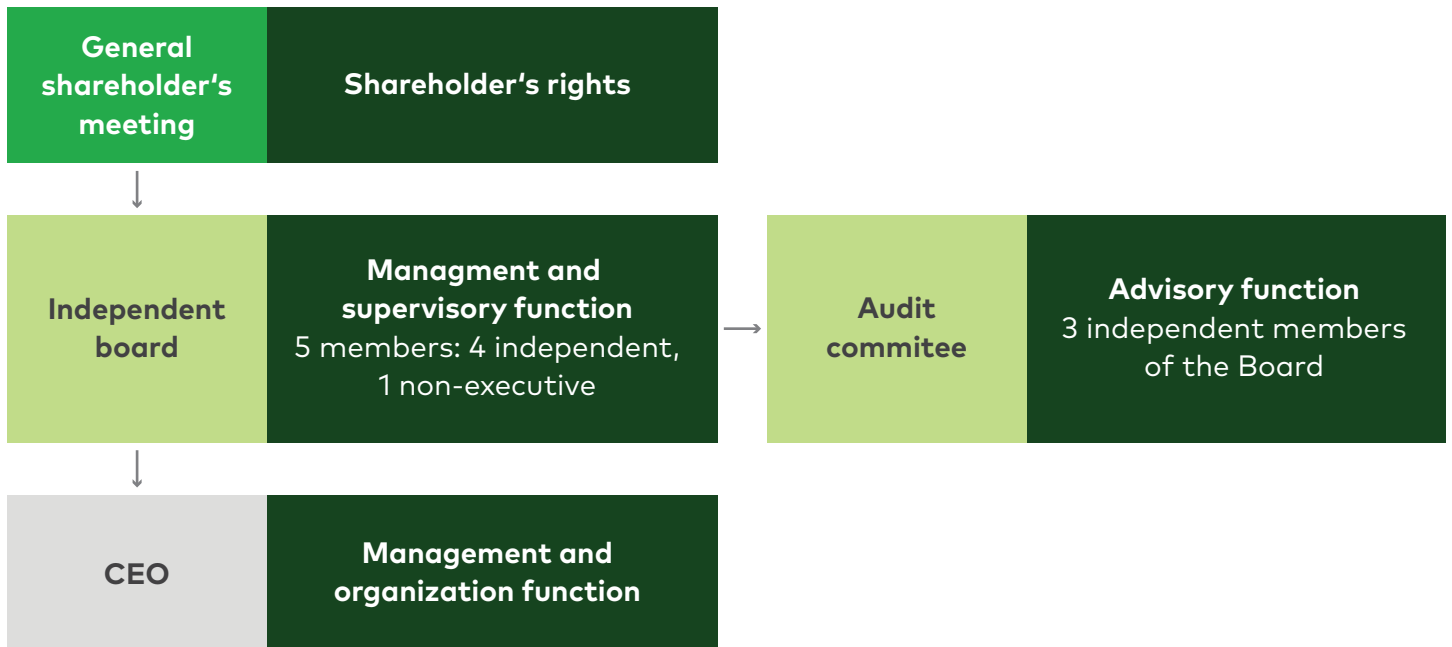 General
shareholder‘s
meeting
Shareholder‘s rights
Independent
board
Managment and
supervisory function
5 members: 4 independent,
1 non-executive
Audit
commitee
Advisory function
3 independent members
of the Board
CEO
Management and
organization function